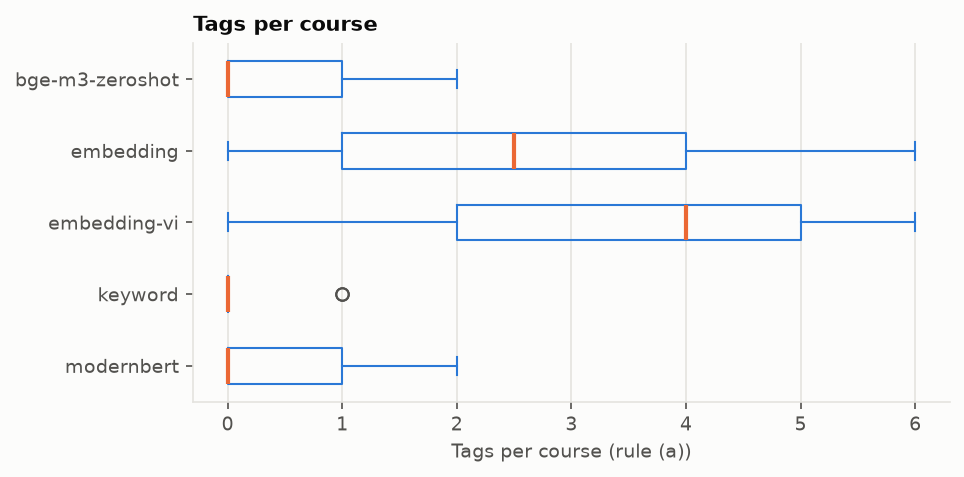 Tags per course
bge-m3-zeroshot
embedding
embedding-vi
keyword
modernbert
0 1 2 3 4 5 6
Tags per course (rule (a))